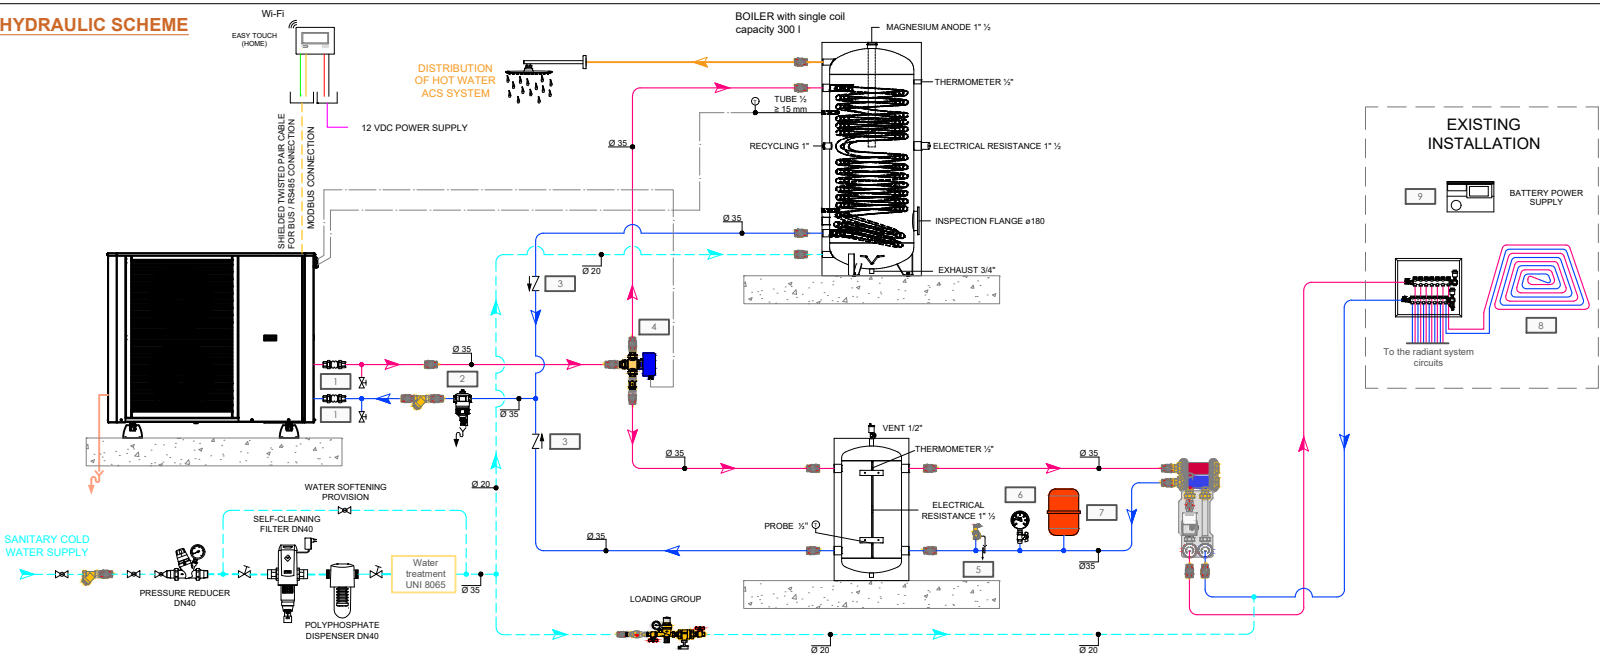 HYDRAULIC SCHEME
Wi-Fi
EASY TOUCH
(HOME)
12 VDC POWER SUPPLY
SHIELDED TWISTED PAIR CABLE
FOR BUS / RS485 CONNECTION
MODBUS CONNECTION
DISTRIBUTION
OF HOT WATER
ACS SYSTEM
BOILER with single coil
capacity 300 l
MAGNESIUM ANODE 1" ½
THERMOMETER ½"
TUBE ½
≥ 15 mm
RECYCLING 1"
ELECTRICAL RESISTANCE 1" ½
INSPECTION FLANGE ø180
EXHAUST 3/4"
Ø 35
Ø 35
Ø 20
3
4
Ø 35
1
2
1
Ø 35
3
Ø 35
Ø 20
EXISTING
INSTALLATION
9
BATTERY POWER
SUPPLY
8
To the radiant system
circuits
VENT 1/2"
THERMOMETER ½"
ELECTRICAL
RESISTANCE 1" ½
PROBE ½"
Ø 35
6
7
5
Ø35
Ø 35
WATER SOFTENING
PROVISION
SELF-CLEANING
FILTER DN40
SANITARY COLD
WATER SUPPLY
PRESSURE REDUCER
DN40
POLYPHOSPHATE
DISPENSER DN40
Water
treatment
UNI 8065
Ø 35
LOADING GROUP
Ø 20
Ø 20